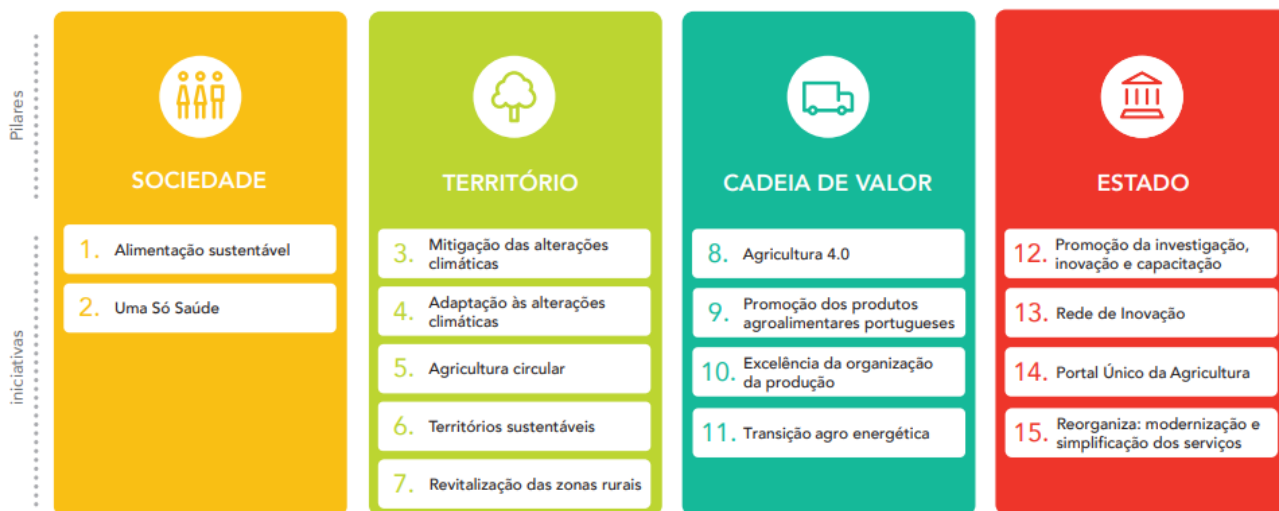 Pilares
iniciativas
SOCIEDADE
1. Alimentação sustentável
2. Uma Só Saúde
TERRITÓRIO
3. Mitigação das alterações
climáticas
4. Adaptação às alterações
climáticas
5. Agricultura circular
6. Territórios sustentáveis
7. Revitalização das zonas rurais
CADEIA DE VALOR
8. Agricultura 4.0
9. Promoção dos produtos
agroalimentares portugueses
10. Excelência da organização
da produção
11. Transição agro energética
ESTADO
12. Promoção da investigação,
inovação e capacitação
13. Rede de Inovação
14. Portal Único da Agricultura
15. Reorganiza: modernização e
simplificação dos serviços